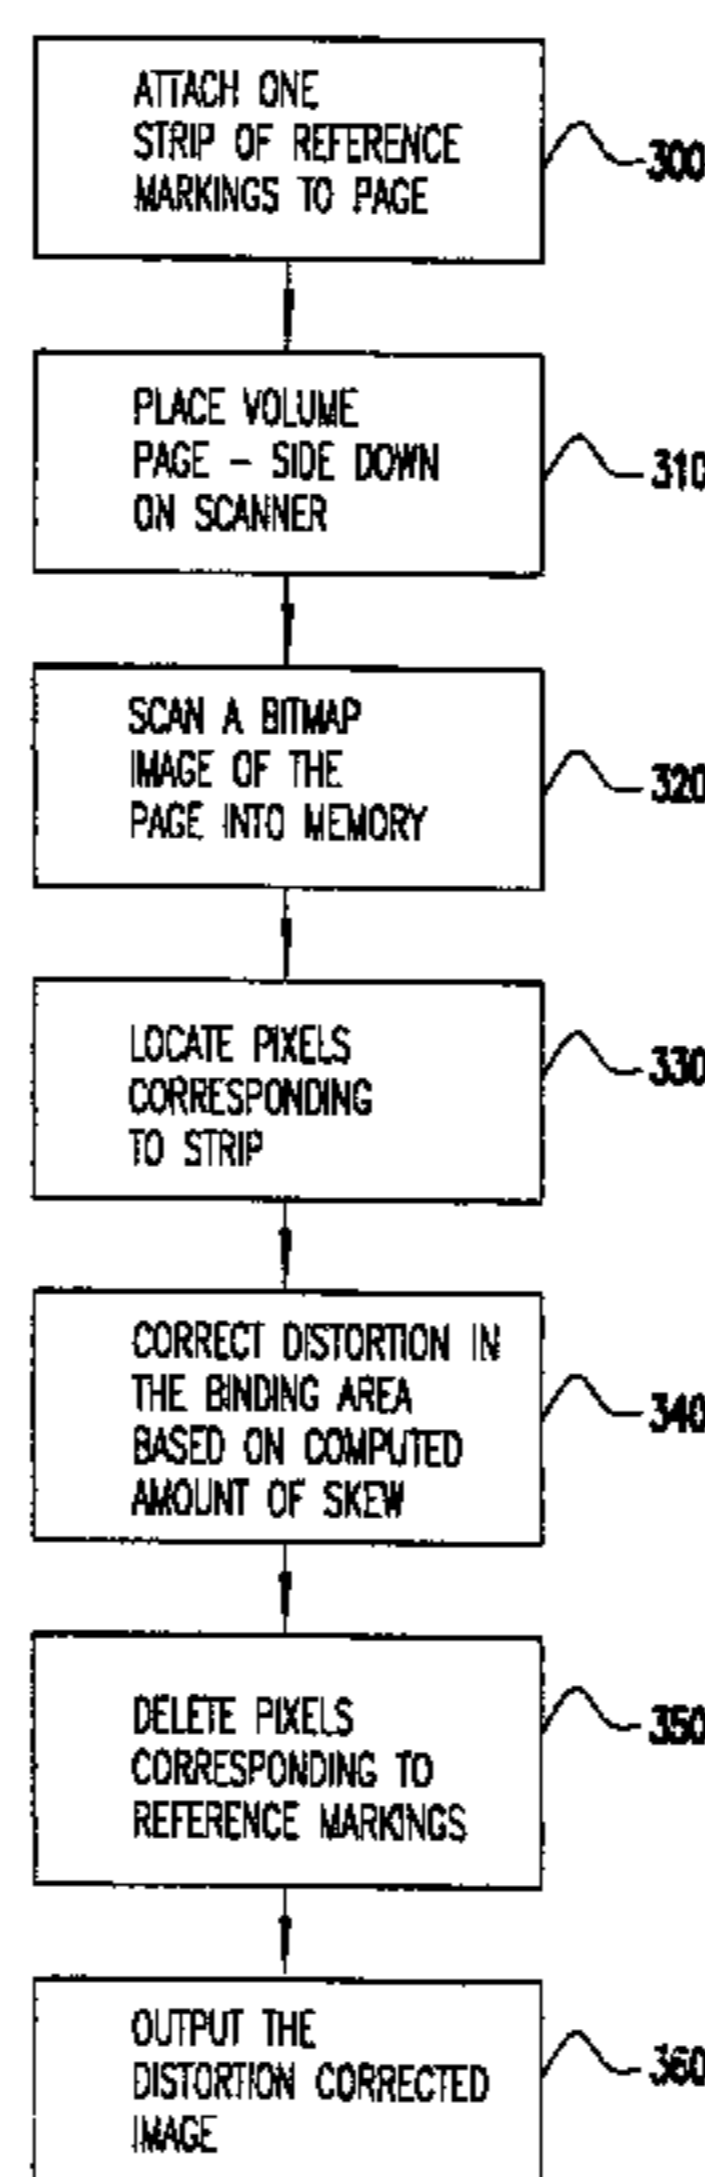 ATTACH ONE
STRIP OF REFERENCE
MARKINGS TO PAGE
300
PLACE VOLUME
PAGE – SIDE DOWN
ON SCANNER
310
SCAN A BITMAP
IMAGE OF THE
PAGE INTO MEMORY
320
LOCATE PIXELS
CORRESPONDING
TO STRIP
330
CORRECT DISTORTION IN
THE BINDING AREA
BASED ON COMPUTED
AMOUNT OF SKEW
340
DELETE PIXELS
CORRESPONDING TO
REFERENCE MARKINGS
350
OUTPUT THE
DISTORTION CORRECTED
IMAGE
360